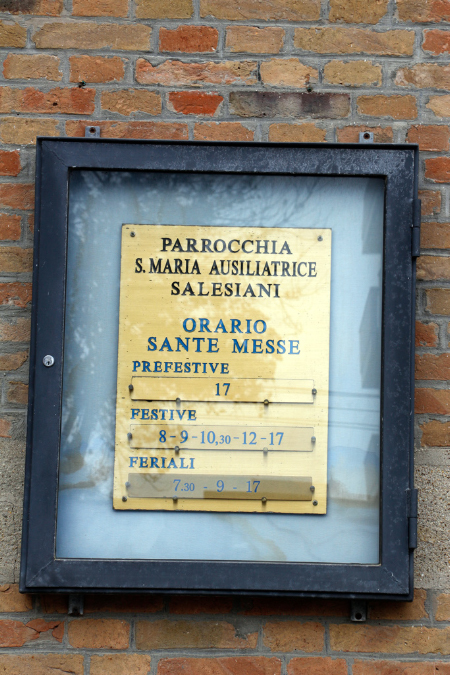 PARROCCHIA
S. MARIA AUSILIATRICE
SALESIANI
ORARIO
SANTE MESSE
PREFESTIVE
17
FESTIVE
8-9-10,30-12-17
FERIALI
7.30 - 9 - 17